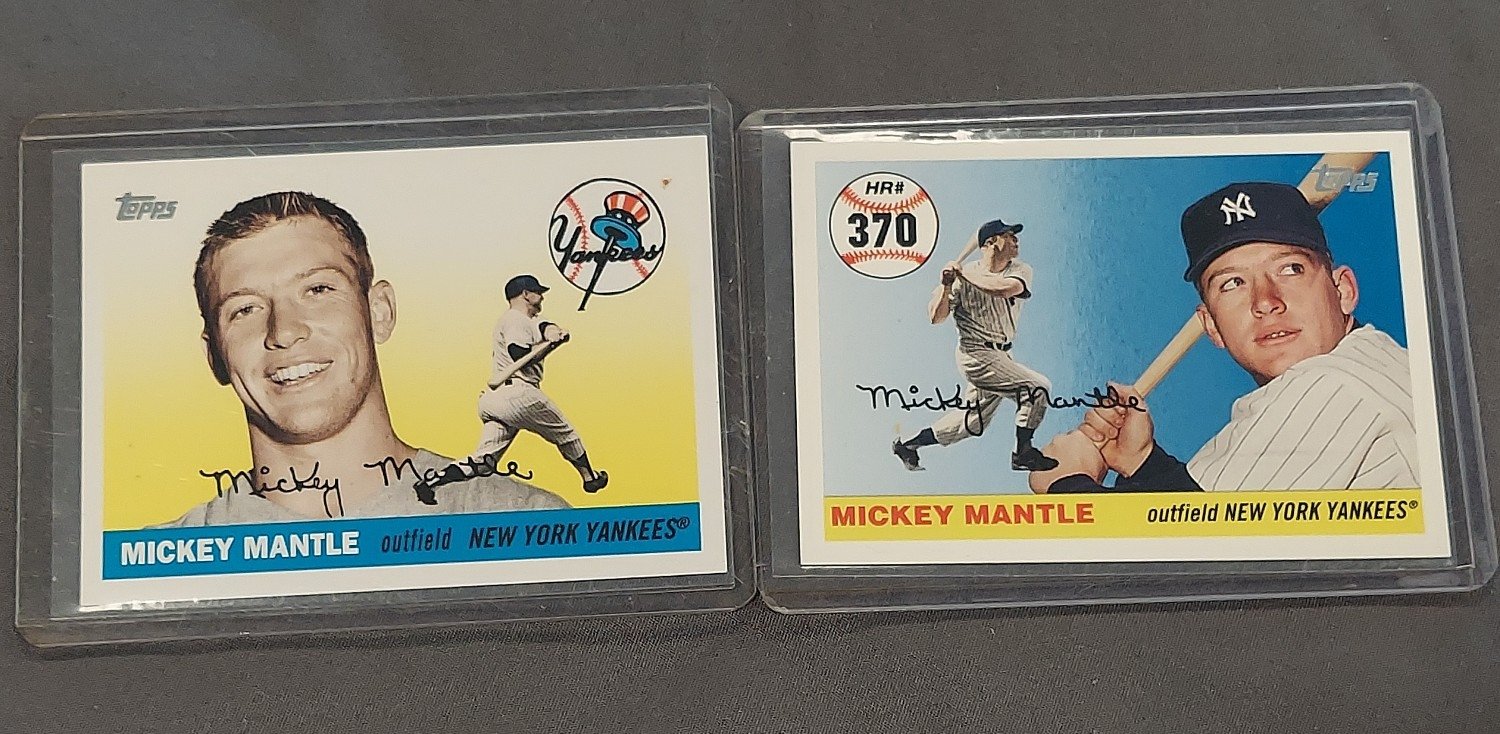 topps
Yankees
Mickey Mantle
MICKEY MANTLE outfield NEW YORK YANKEES®
HR#
370
topps
NY
Mickey Mantle
MICKEY MANTLE outfield NEW YORK YANKEES®